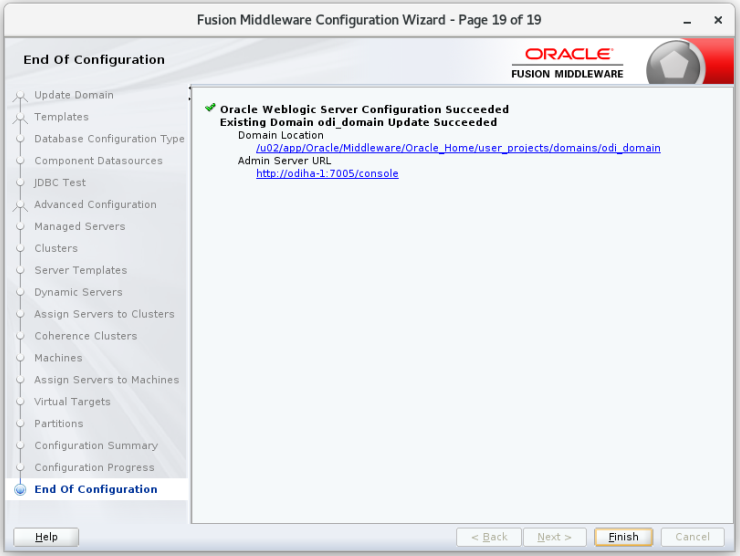 Fusion Middleware Configuration Wizard - Page 19 of 19
End Of Configuration
ORACLE
FUSION MIDDLEWARE
Update Domain
Templates
Database Configuration Type
Component Datasources
JDBC Test
Advanced Configuration
Managed Servers
Clusters
Server Templates
Dynamic Servers
Assign Servers to Clusters
Coherence Clusters
Machines
Assign Servers to Machines
Virtual Targets
Partitions
Configuration Summary
Configuration Progress
End Of Configuration
Oracle Weblogic Server Configuration Succeeded
Existing Domain odi_domain Update Succeeded
Domain Location
/u02/app/Oracle/Middleware/Oracle_Home/user_projects/domains/odi_domain
Admin Server URL
http://odiha-1:7005/console
Help
< Back
Next >
Finish
Cancel